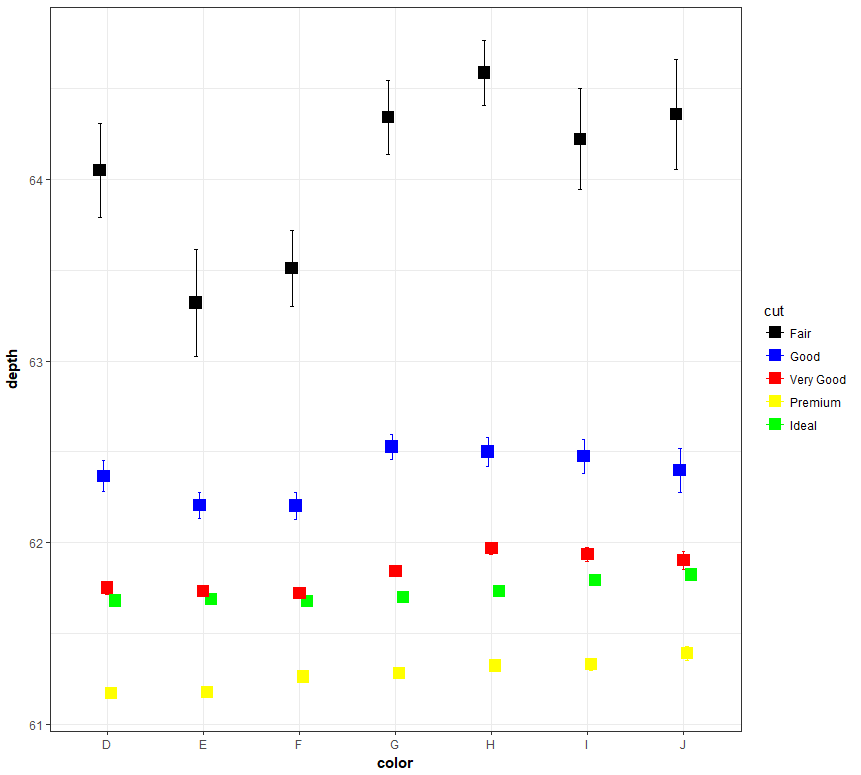 64
63
62
61
depth
D E F G H I J
color
cut
Fair
Good
Very Good
Premium
Ideal